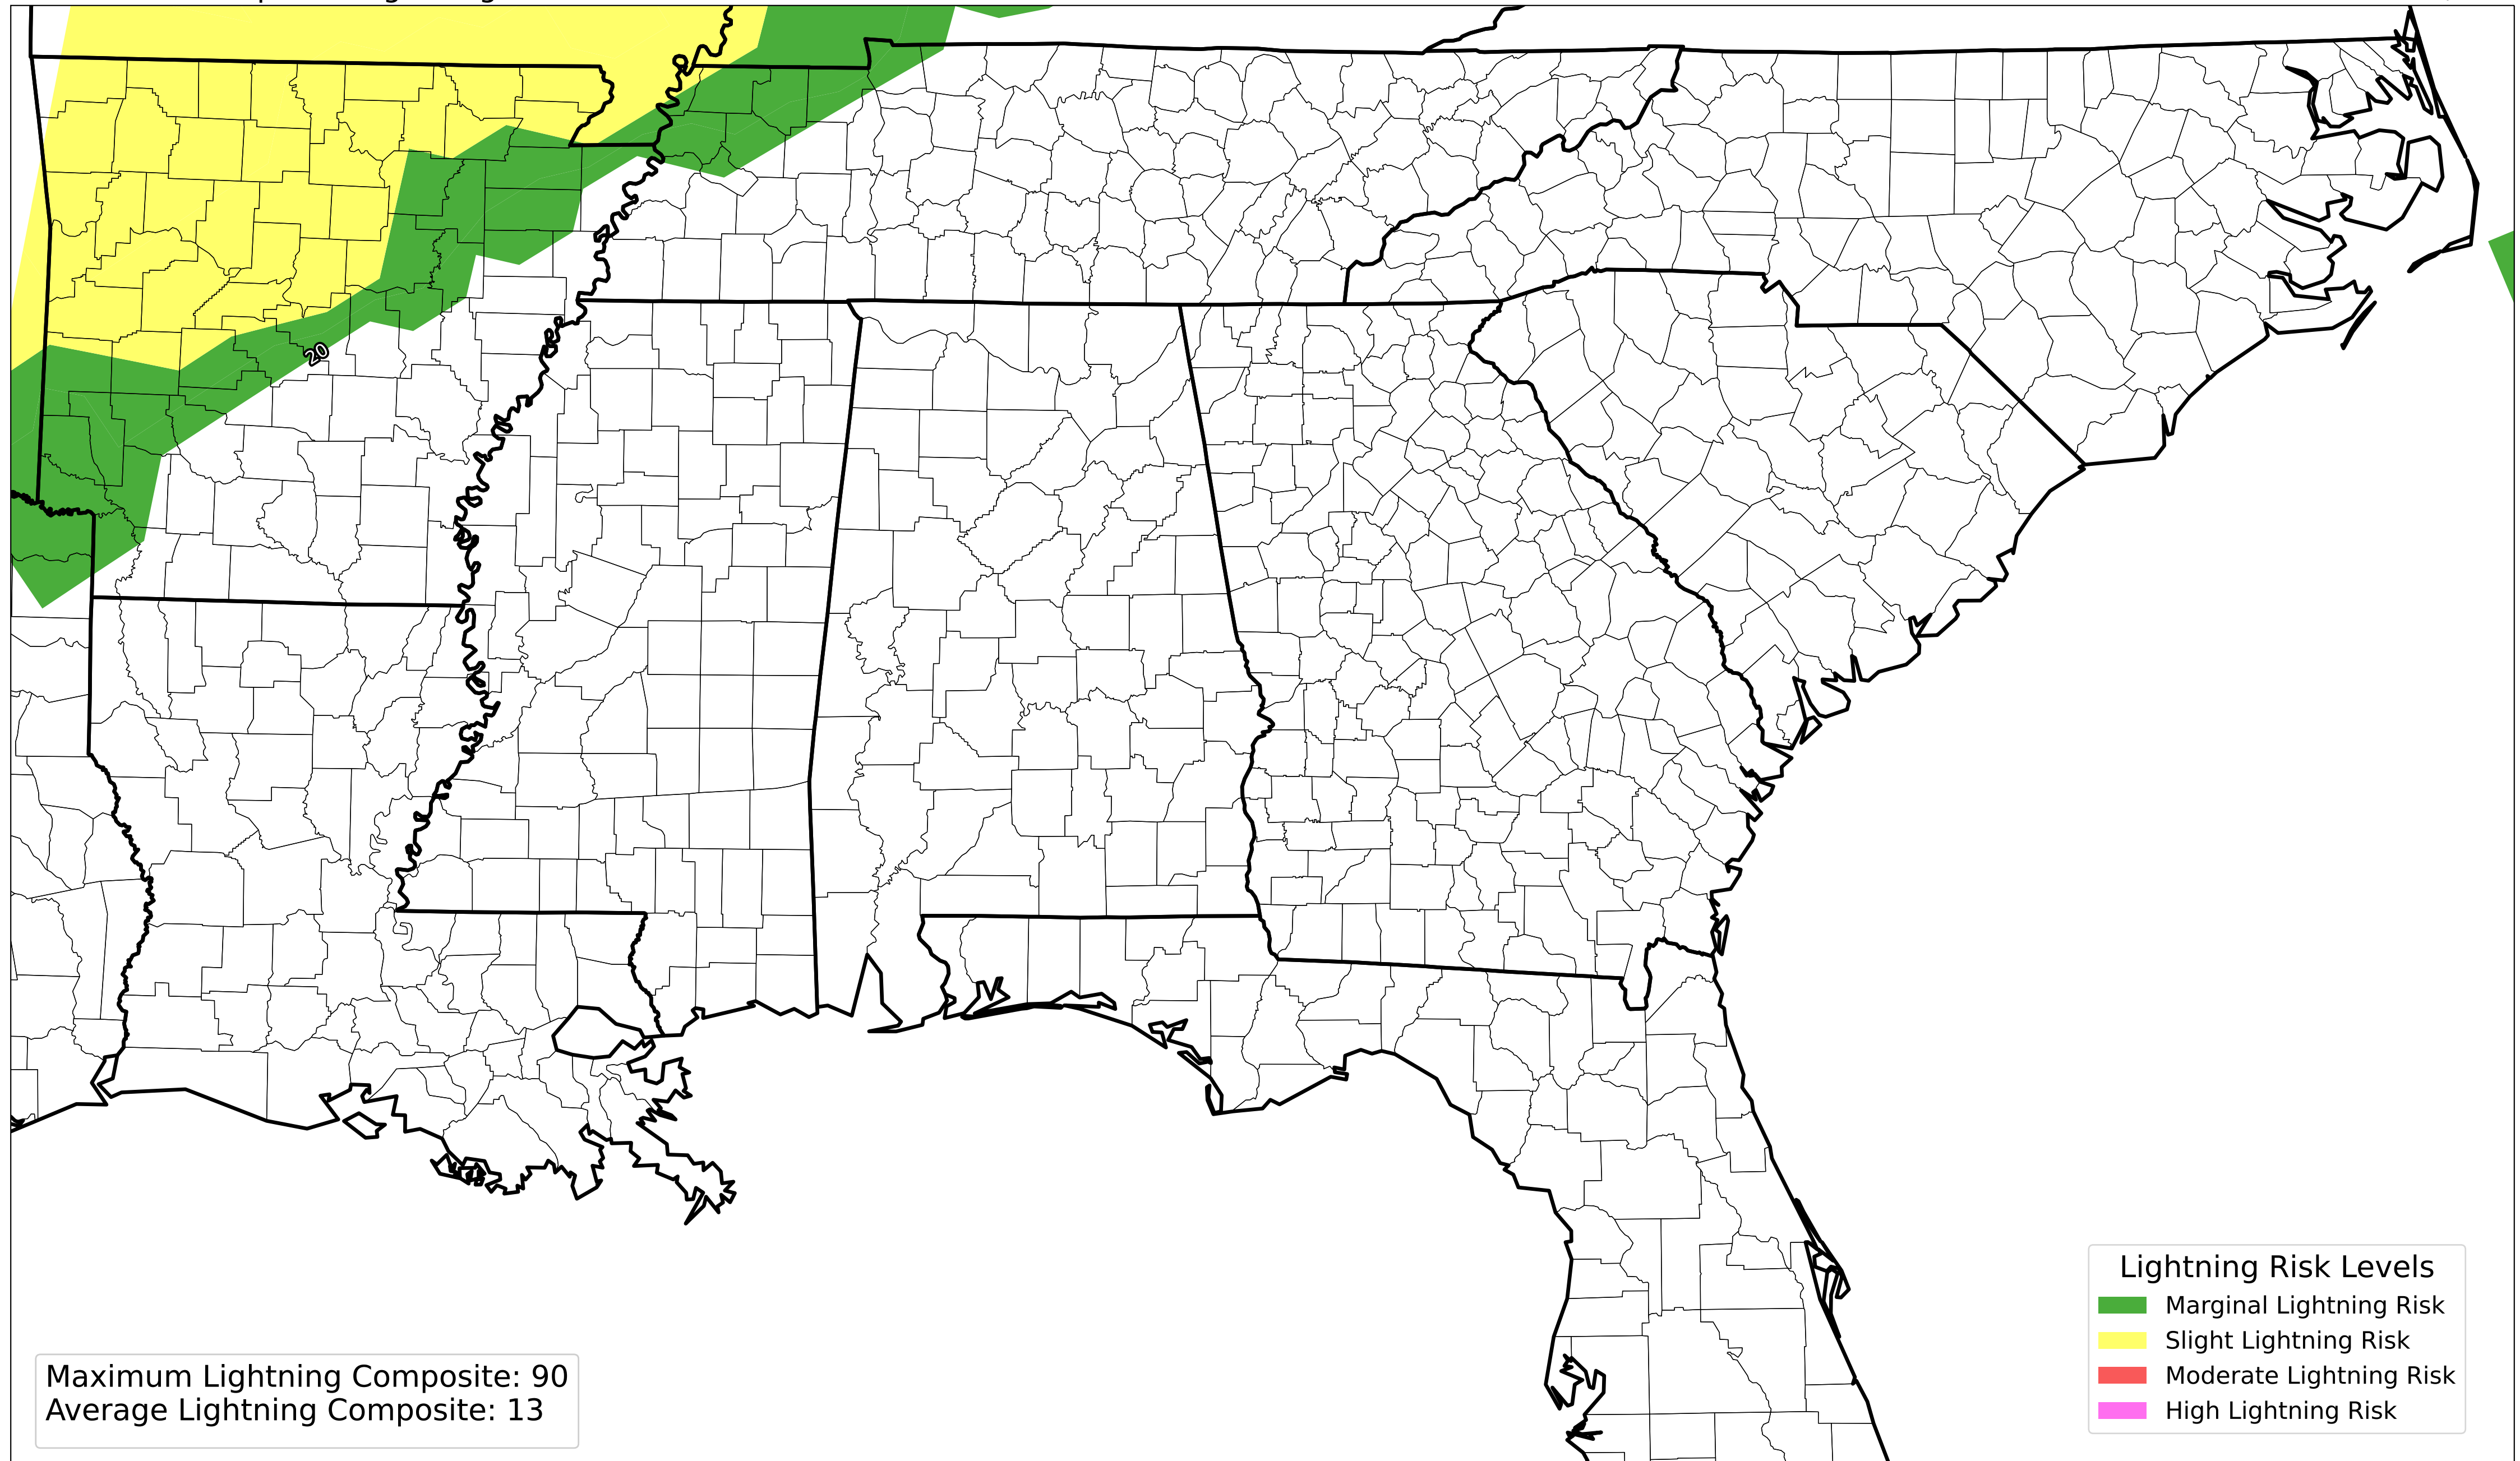 20
Lightning Risk Levels
Marginal Lightning Risk
Slight Lightning Risk
Moderate Lightning Risk
High Lightning Risk
Maximum Lightning Composite: 90
Average Lightning Composite: 13